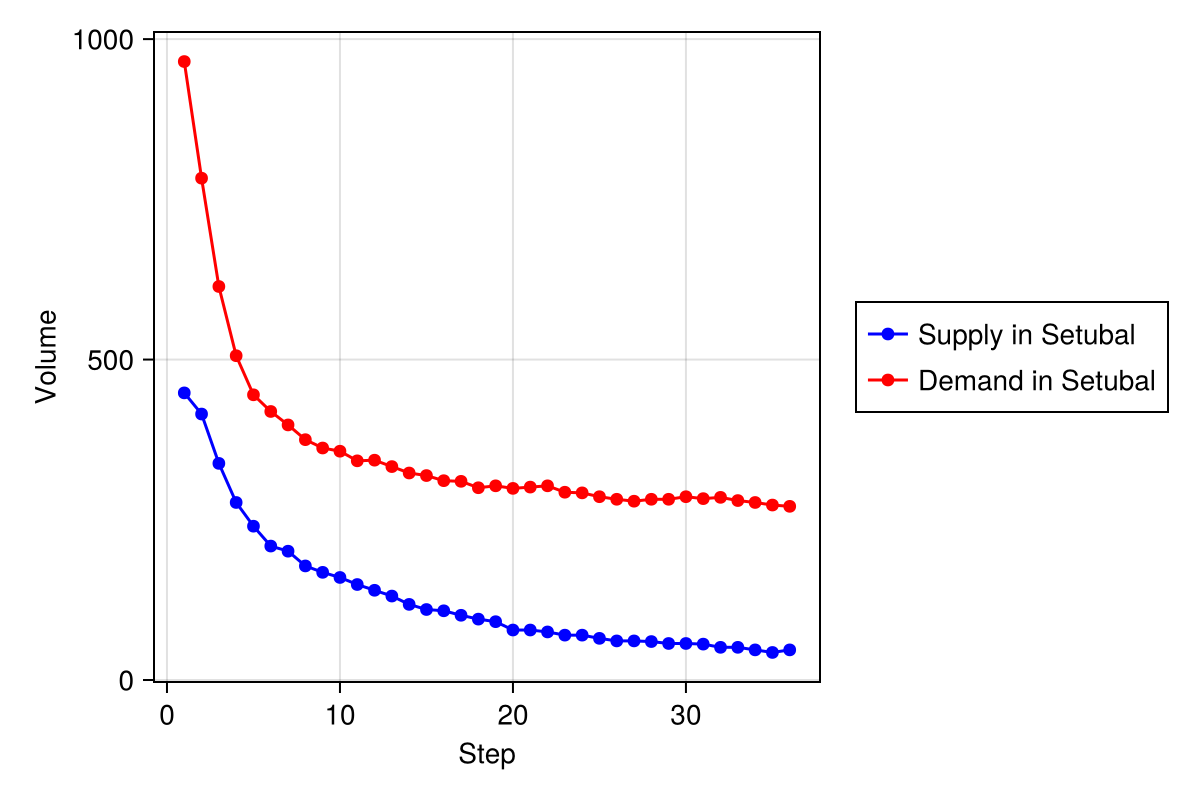 1000
500
0
Volume
0 10 20 30
Step
Supply in Setubal
Demand in Setubal